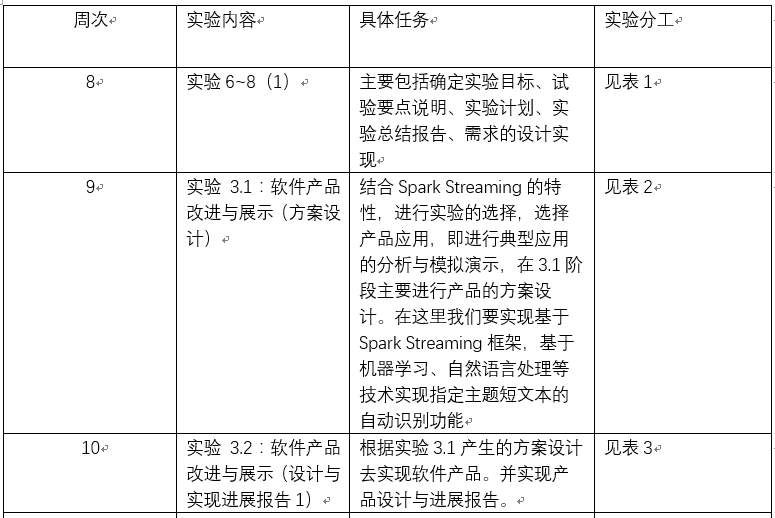 周次 实验内容 具体任务 实验分工
8 实验 6~8（1） 主要包括确定实验目标、试 见表 1
验要点说明、实验计划、实
验总结报告、需求的设计实
现
9 实验 3.1：软件产品 结合 Spark Streaming 的特 见表 2
改进与展示（方案设 性，进行实验的选择，选择
计） 产品应用，即进行典型应用
的分析与模拟演示，在 3.1 阶
段主要进行产品的方案设
计。在这里我们要实现基于
Spark Streaming 框架，基于
机器学习、自然语言处理等
技术实现指定主题短文本的
自动识别功能
10 实验 3.2：软件产品 根据实验 3.1 产生的方案设计 见表 3
改进与展示（设计与 去实现软件产品。并实现产
实现进展报告 1） 品设计与进展报告。